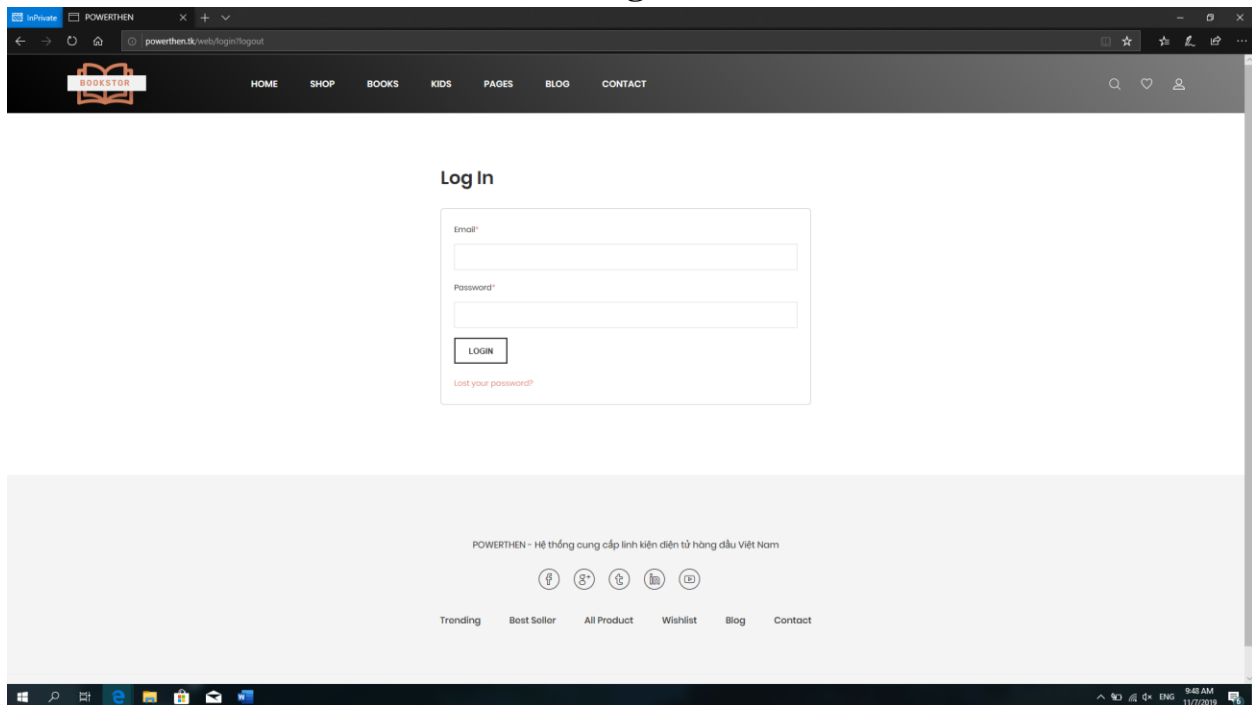 InPrivate POWERTHEN
powerthen.tk/web/login?logout
BOOKSTOR HOME SHOP BOOKS KIDS PAGES BLOG CONTACT
Log In
Email*
Password*
LOGIN
Lost your password?
POWERTHEN - Hệ thống cung cấp linh kiện điện tử hàng đầu Việt Nam
Trending Best Seller All Product Wishlist Blog Contact
ENG 9:48 AM
11/7/2019